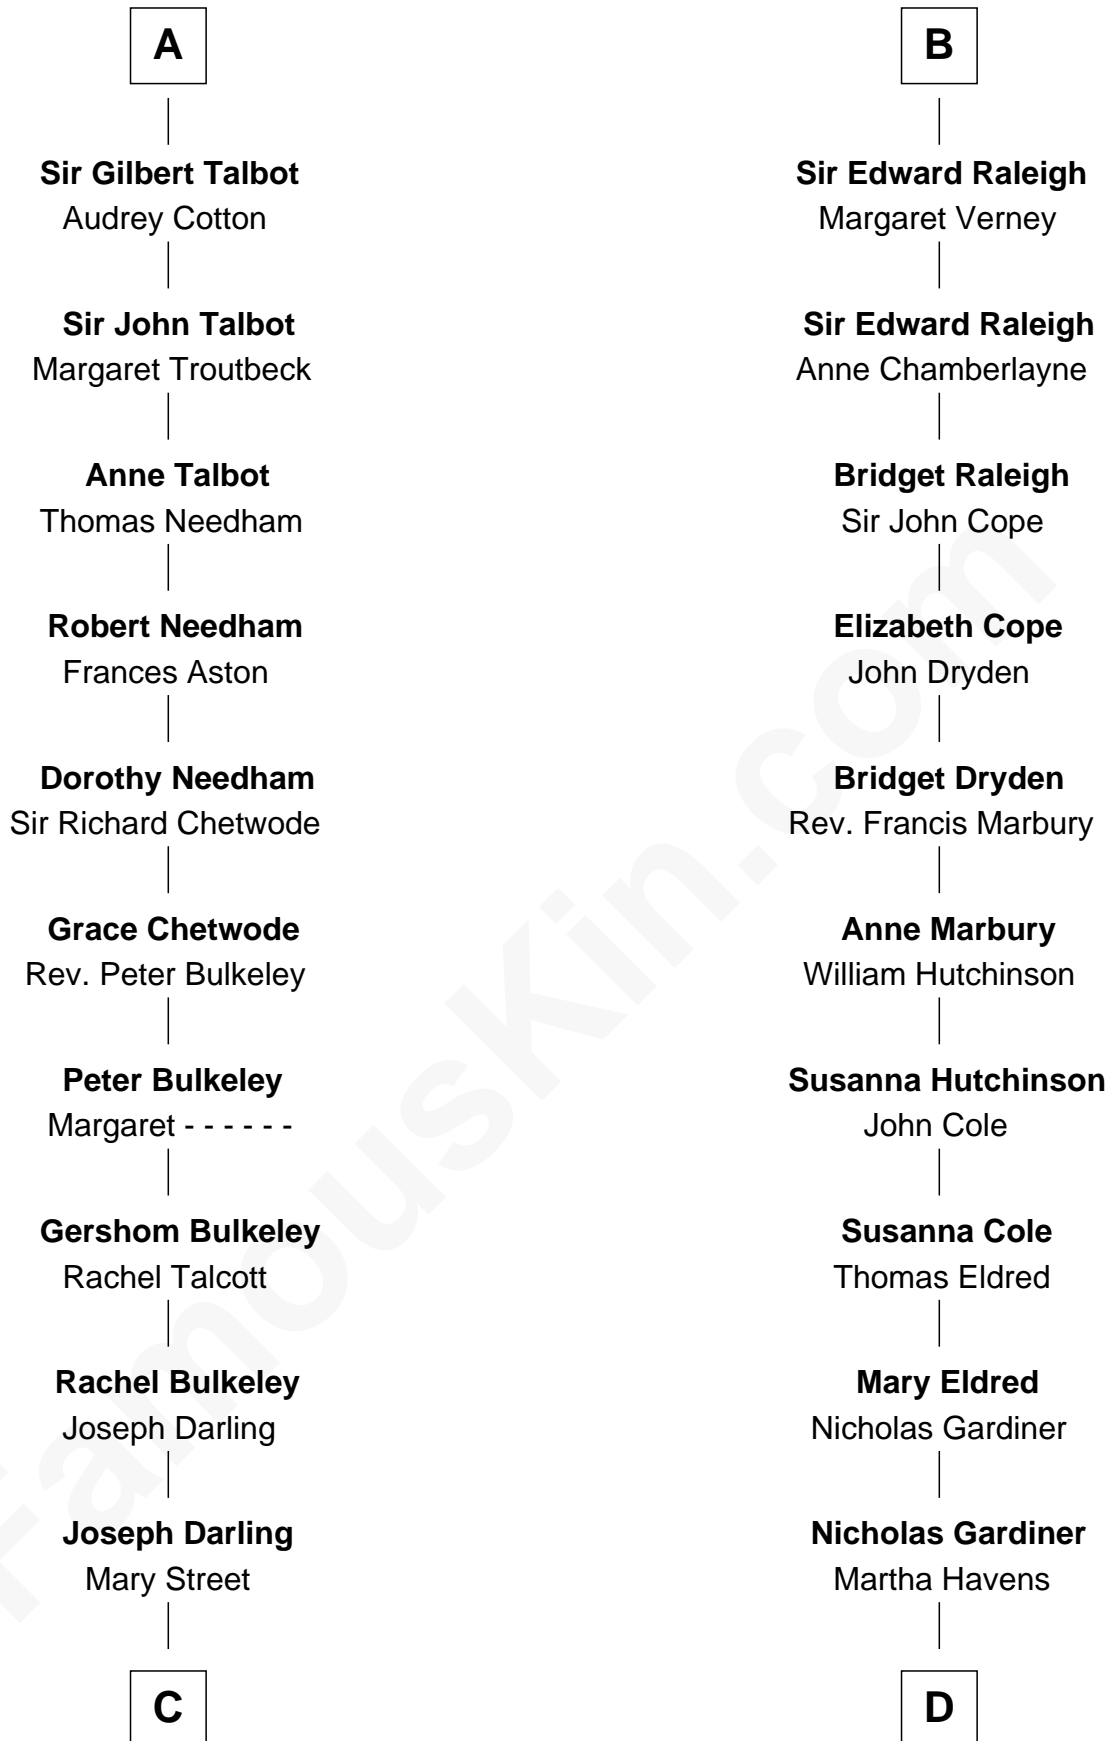 A
Sir Gilbert Talbot
Audrey Cotton
Sir John Talbot
Margaret Troutbeck
Anne Talbot
Thomas Needham
Robert Needham
Frances Aston
Dorothy Needham
Sir Richard Chetwode
Grace Chetwode
Rev. Peter Bulkeley
Peter Bulkeley
Margaret - - - - - -
Gershom Bulkeley
Rachel Talcott
Rachel Bulkeley
Joseph Darling
Joseph Darling
Mary Street
C
B
Sir Edward Raleigh
Margaret Verney
Sir Edward Raleigh
Anne Chamberlayne
Bridget Raleigh
Sir John Cope
Elizabeth Cope
John Dryden
Bridget Dryden
Rev. Francis Marbury
Anne Marbury
William Hutchinson
Susanna Hutchinson
John Cole
Susanna Cole
Thomas Eldred
Mary Eldred
Nicholas Gardiner
Nicholas Gardiner
Martha Havens
D
FamousKin.com